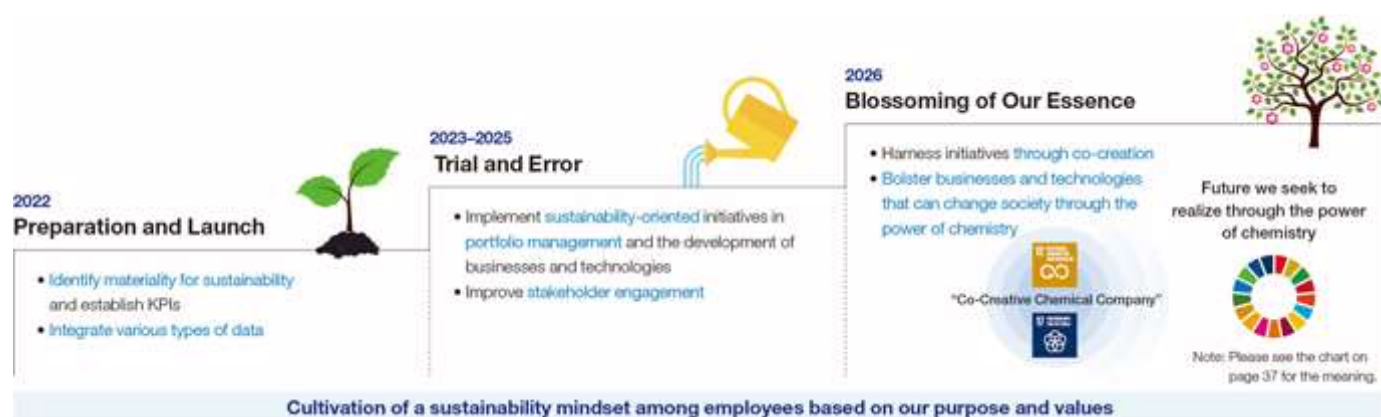 2022
Preparation and Launch
• Identify materiality for sustainability
and establish KPIs
• Integrate various types of data
2023–2025
Trial and Error
• Implement sustainability-oriented initiatives in
portfolio management and the development of
businesses and technologies
• Improve stakeholder engagement
2026
Blossoming of Our Essence
• Harness initiatives through co-creation
• Bolster businesses and technologies
that can change society through the
power of chemistry
"Co-Creative Chemical Company"
Future we seek to
realize through the power
of chemistry
Note: Please see the chart on
page 37 for the meaning.
Cultivation of a sustainability mindset among employees based on our purpose and values